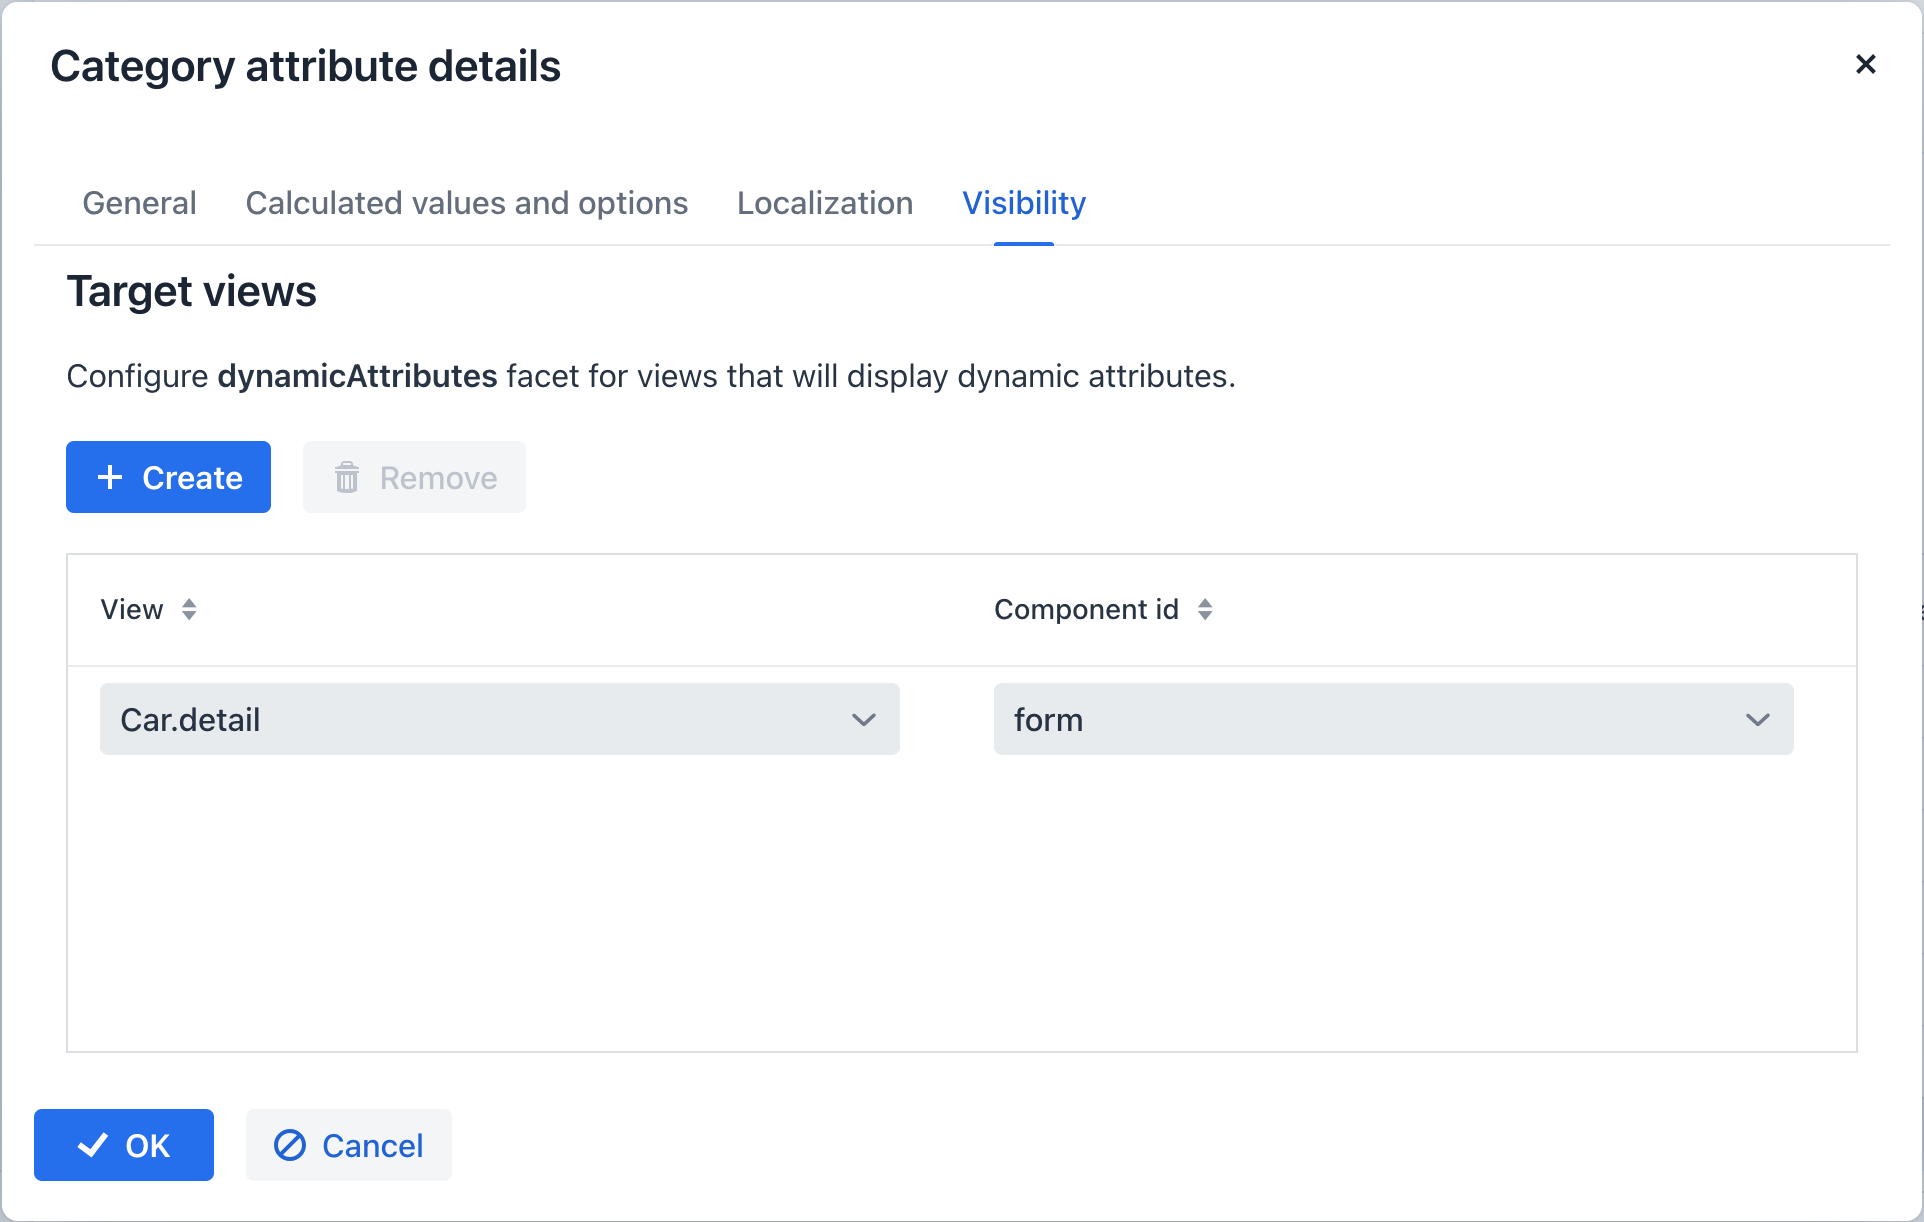 Category attribute details
General Calculated values and options Localization Visibility
Target views
Configure dynamicAttributes facet for views that will display dynamic attributes.
Create Remove
View Component id
Car.detail form
OK Cancel